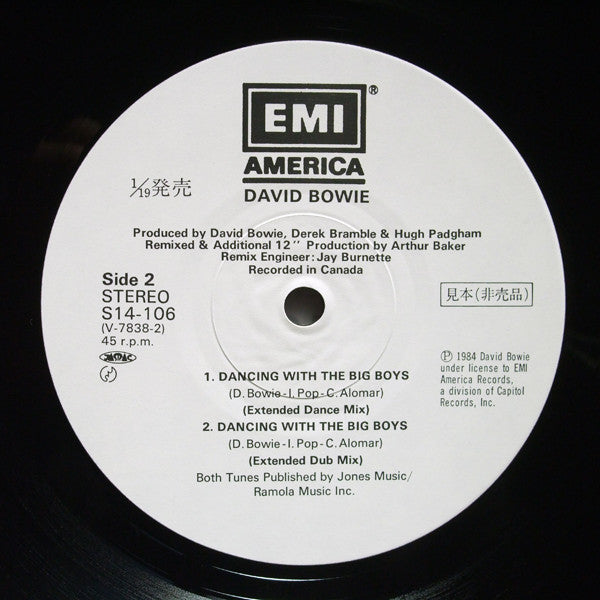 EMI®
AMERICA
DAVID BOWIE
1/19発売
Produced by David Bowie, Derek Bramble & Hugh Padgham
Remixed & Additional 12'' Production by Arthur Baker
Remix Engineer: Jay Burnette
Recorded in Canada
Side 2
STEREO
S14-106
(V-7838-2)
45 r.p.m.
見本(非売品)
Ⓟ 1984 David Bowie
under license to EMI
America Records,
a division of Capitol
Records, Inc.
1. DANCING WITH THE BIG BOYS
(D. Bowie-I. Pop-C. Alomar)
(Extended Dance Mix)
2. DANCING WITH THE BIG BOYS
(D. Bowie-I. Pop-C. Alomar)
(Extended Dub Mix)
Both Tunes Published by Jones Music/
Ramola Music Inc.